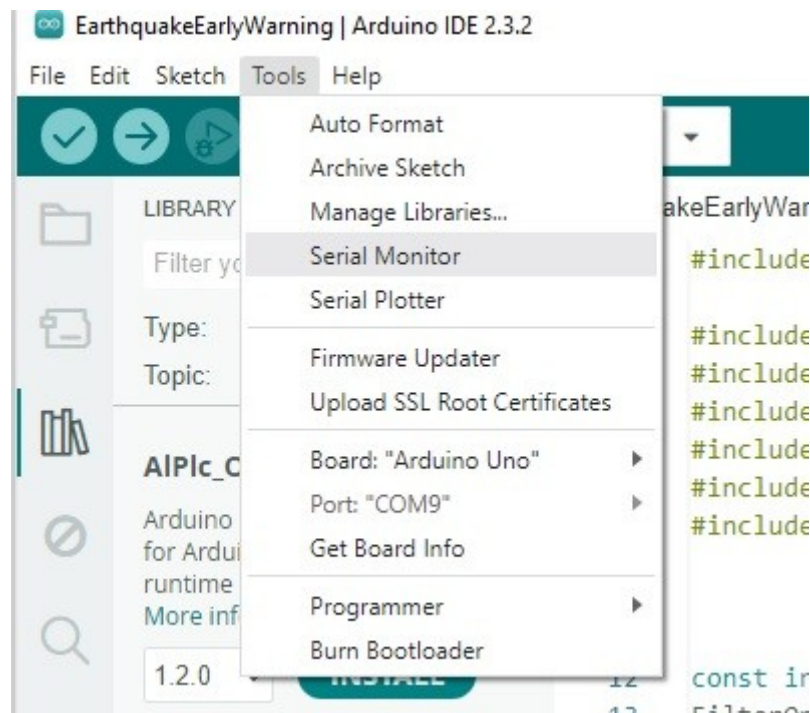 EarthquakeEarlyWarning | Arduino IDE 2.3.2
File Edit Sketch Tools Help
Auto Format
Archive Sketch
Manage Libraries...
Serial Monitor
Serial Plotter
Firmware Updater
Upload SSL Root Certificates
Board: "Arduino Uno"
Port: "COM9"
Get Board Info
Programmer
Burn Bootloader
LIBRARY
Filter
Type:
Topic:
Arduino
for
runtime
More
1.2.0
INSTALL
#include
#include
#include
#include
#include
#include
#include
12 const
13